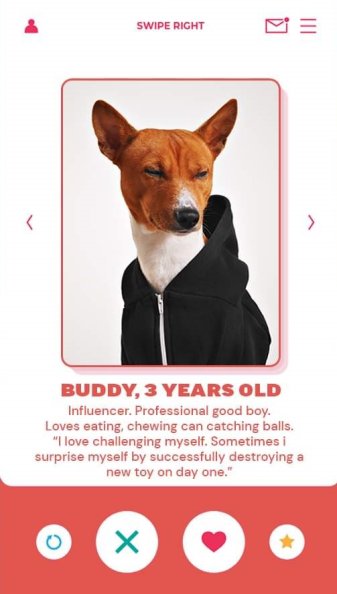 SWIPE RIGHT
BUDDY, 3 YEARS OLD
Influencer. Professional good boy.
Loves eating, chewing can catching balls.
"I love challenging myself. Sometimes i
surprise myself by successfully destroying a
new toy on day one."